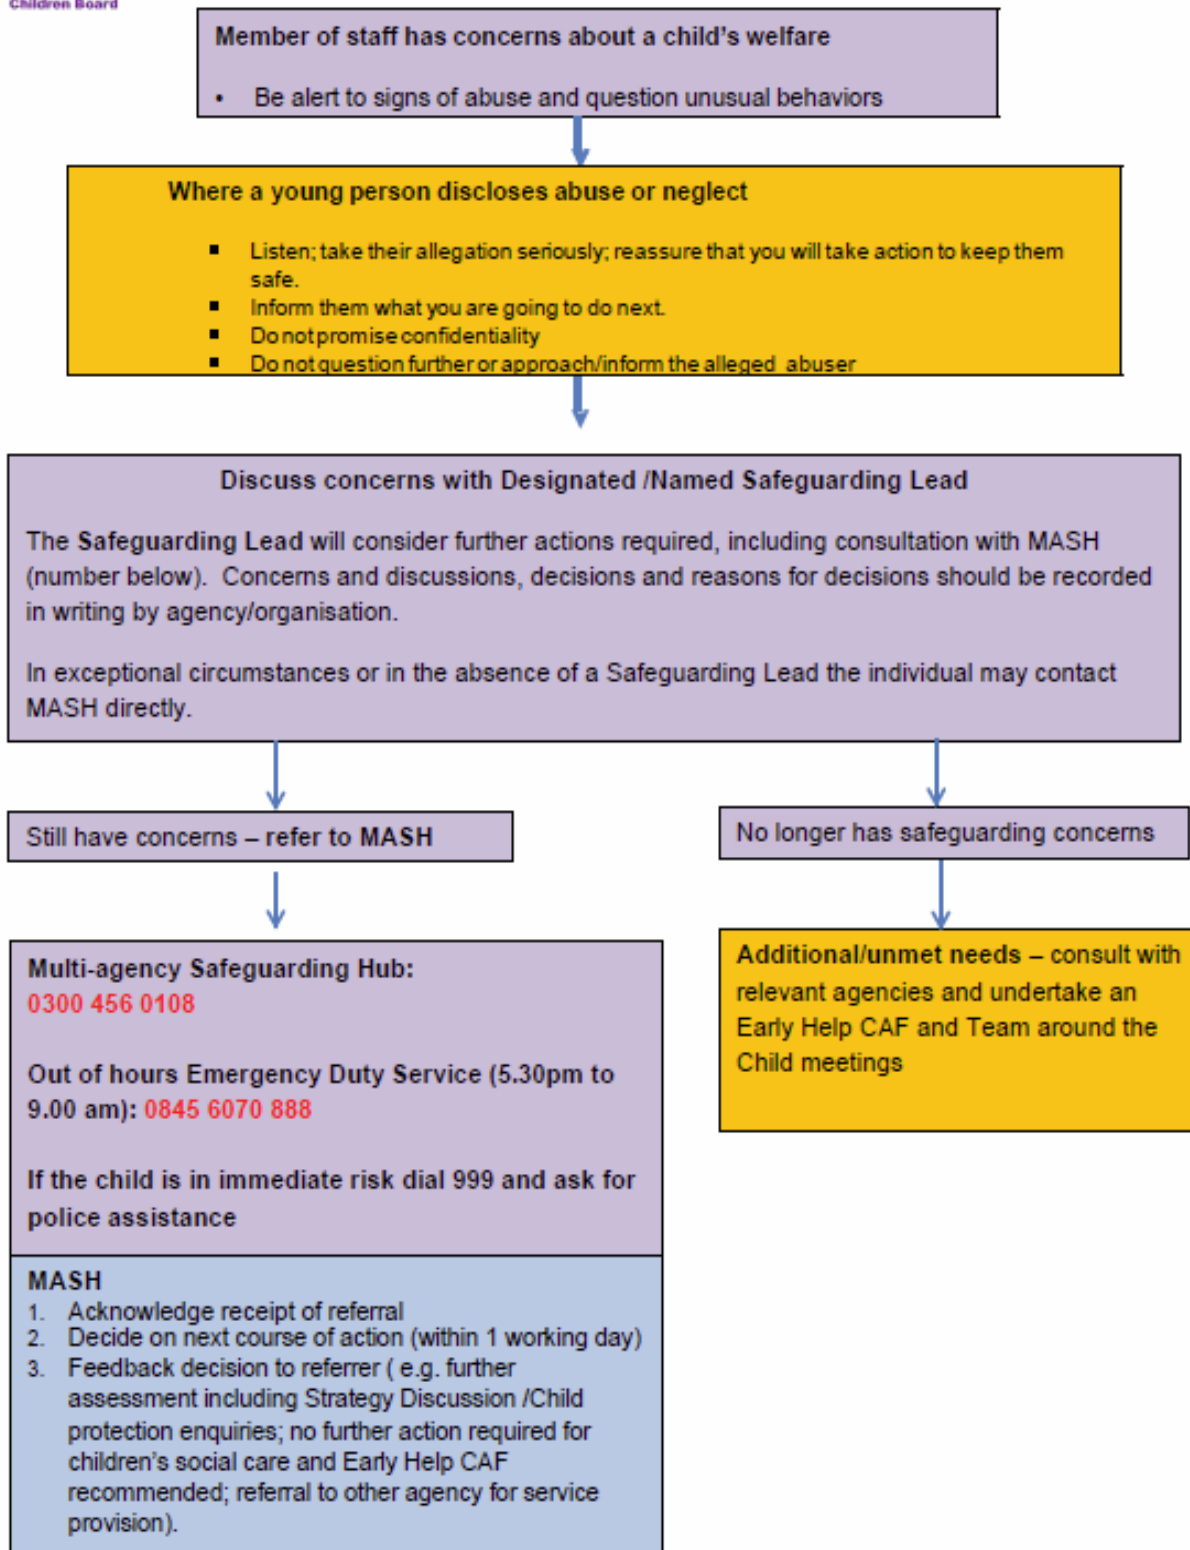 Children Board
Member of staff has concerns about a child's welfare
• Be alert to signs of abuse and question unusual behaviors
Where a young person discloses abuse or neglect
▪ Listen; take their allegation seriously; reassure that you will take action to keep them
safe.
▪ Inform them what you are going to do next.
▪ Do not promise confidentiality
▪ Do not question further or approach/inform the alleged abuser
Discuss concerns with Designated /Named Safeguarding Lead
The Safeguarding Lead will consider further actions required, including consultation with MASH
(number below). Concerns and discussions, decisions and reasons for decisions should be recorded
in writing by agency/organisation.
In exceptional circumstances or in the absence of a Safeguarding Lead the individual may contact
MASH directly.
Still have concerns – refer to MASH
No longer has safeguarding concerns
Multi-agency Safeguarding Hub:
0300 456 0108
Out of hours Emergency Duty Service (5.30pm to
9.00 am): 0845 6070 888
If the child is in immediate risk dial 999 and ask for
police assistance
Additional/unmet needs – consult with
relevant agencies and undertake an
Early Help CAF and Team around the
Child meetings
MASH
1. Acknowledge receipt of referral
2. Decide on next course of action (within 1 working day)
3. Feedback decision to referrer ( e.g. further
assessment including Strategy Discussion /Child
protection enquiries; no further action required for
children's social care and Early Help CAF
recommended; referral to other agency for service
provision).